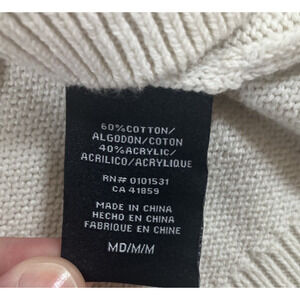 60%COTTON/
ALGODON/COTON
40%ACRYLIC/
ACRILICO/ACRYLIQUE
RN# 0101531
CA 41859
MADE IN CHINA
HECHO EN CHINA
FABRIQUE EN CHINE
MD/M/M